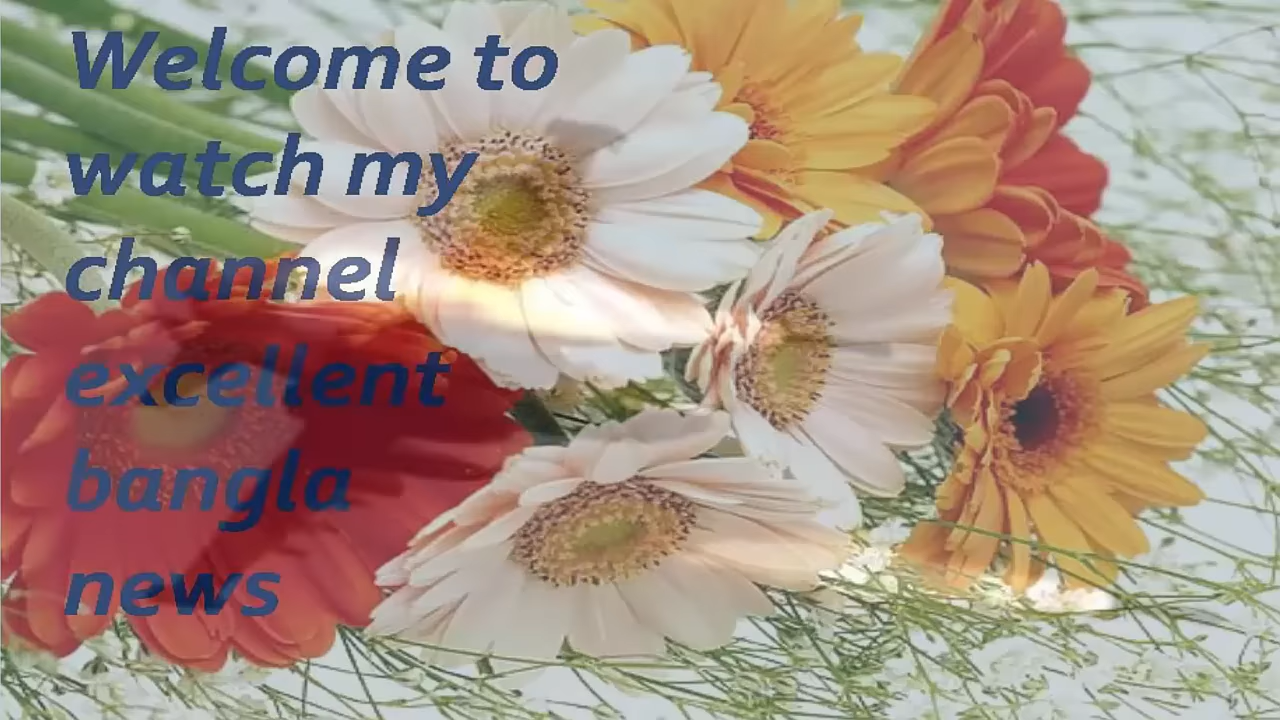 Welcome to
watch my
channel
excellent
bangla
news